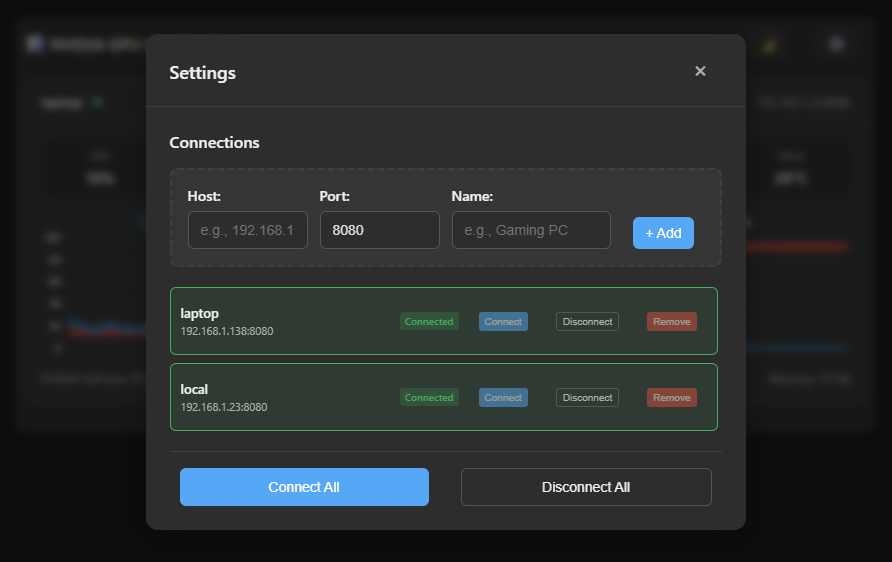 Settings
×
Connections
Host:
Port:
Name:
e.g., 192.168.1
8080
e.g., Gaming PC
+ Add
laptop
192.168.1.138:8080
Connected
Connect
Disconnect
Remove
local
192.168.1.23:8080
Connected
Connect
Disconnect
Remove
Connect All
Disconnect All